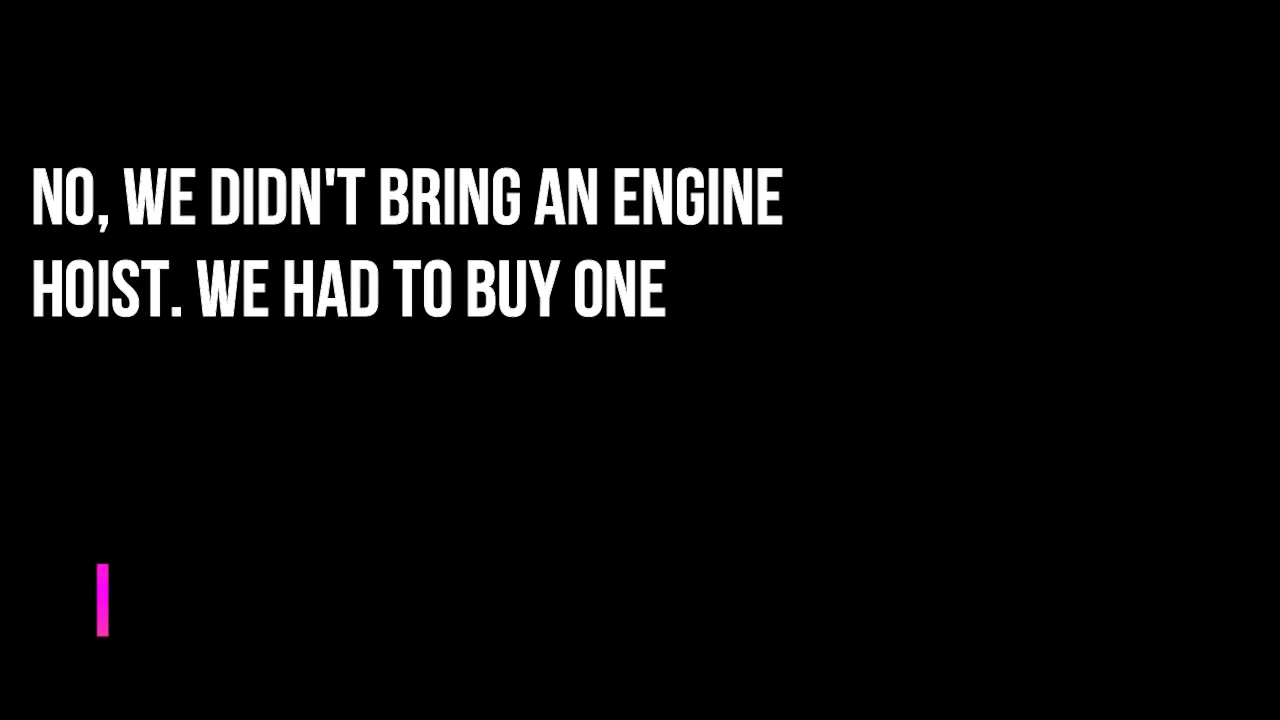 NO, WE DIDN'T BRING AN ENGINE
HOIST. WE HAD TO BUY ONE